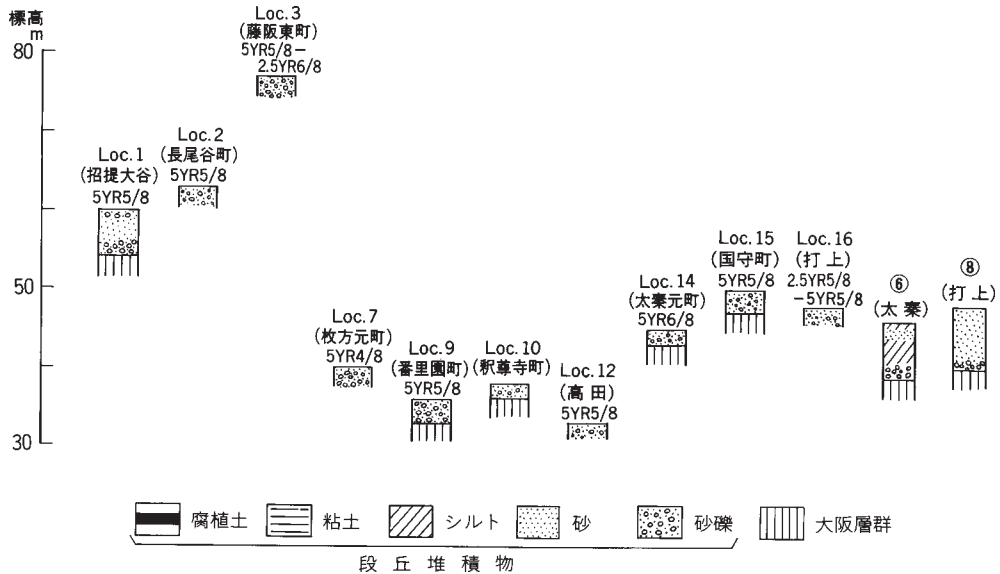 標高
m
80
50
30
Loc.1
(招提大谷)
5YR5/8
Loc.2
(長尾谷町)
5YR5/8
Loc.3
(藤阪東町)
5YR5/8−
2.5YR6/8
Loc.7
(枚方元町)
5YR4/8
Loc.9
(番里園町)
5YR5/8
Loc.10
(釈尊寺町)
Loc.12
(高田)
5YR5/8
Loc.14
(太秦元町)
5YR6/8
Loc.15
(国守町)
5YR5/8
Loc.16
(打上)
2.5YR5/8
−5YR5/8
⑥
(太秦)
⑧
(打上)
腐植土
粘土
シルト
砂
砂礫
大阪層群
段丘堆積物